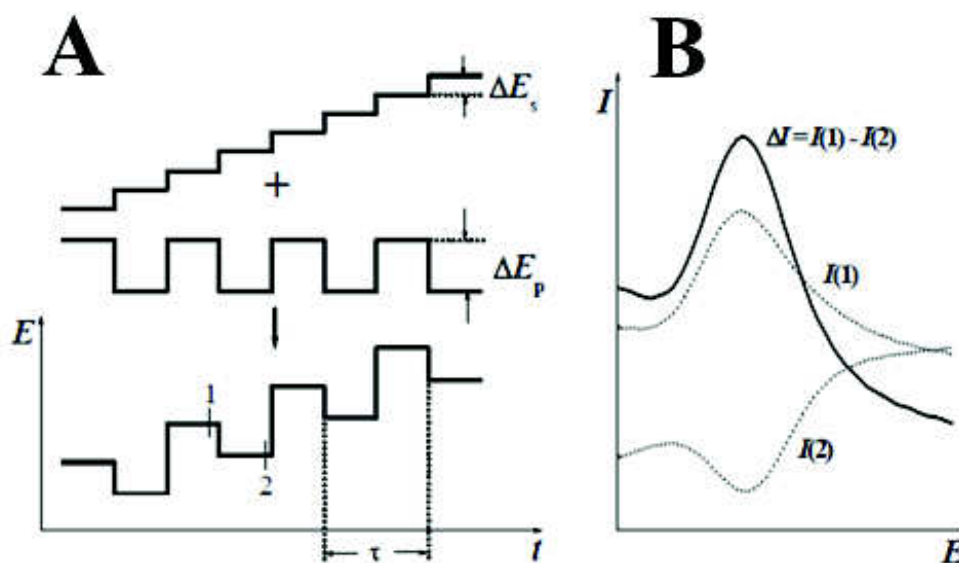 A
ΔEs
+
ΔEp
E
1
2
τ
t
B
I
ΔI = I(1) - I(2)
I(1)
I(2)
E